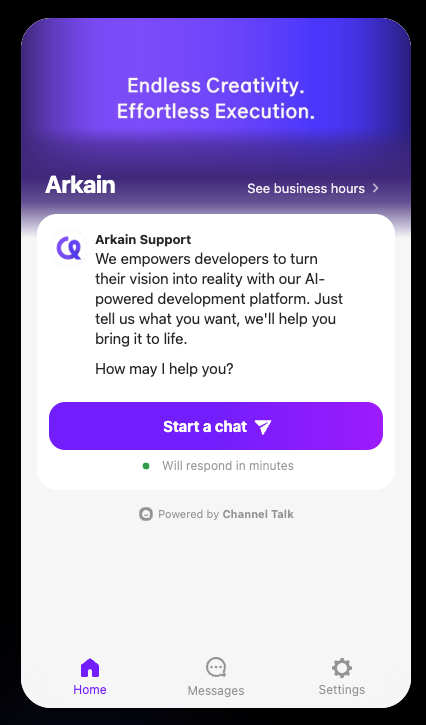 Endless Creativity.
Effortless Execution.
Arkain
See business hours
Arkain Support
We empowers developers to turn
their vision into reality with our AI-
powered development platform. Just
tell us what you want, we'll help you
bring it to life.
How may I help you?
Start a chat
Will respond in minutes
Powered by Channel Talk
Home
Messages
Settings